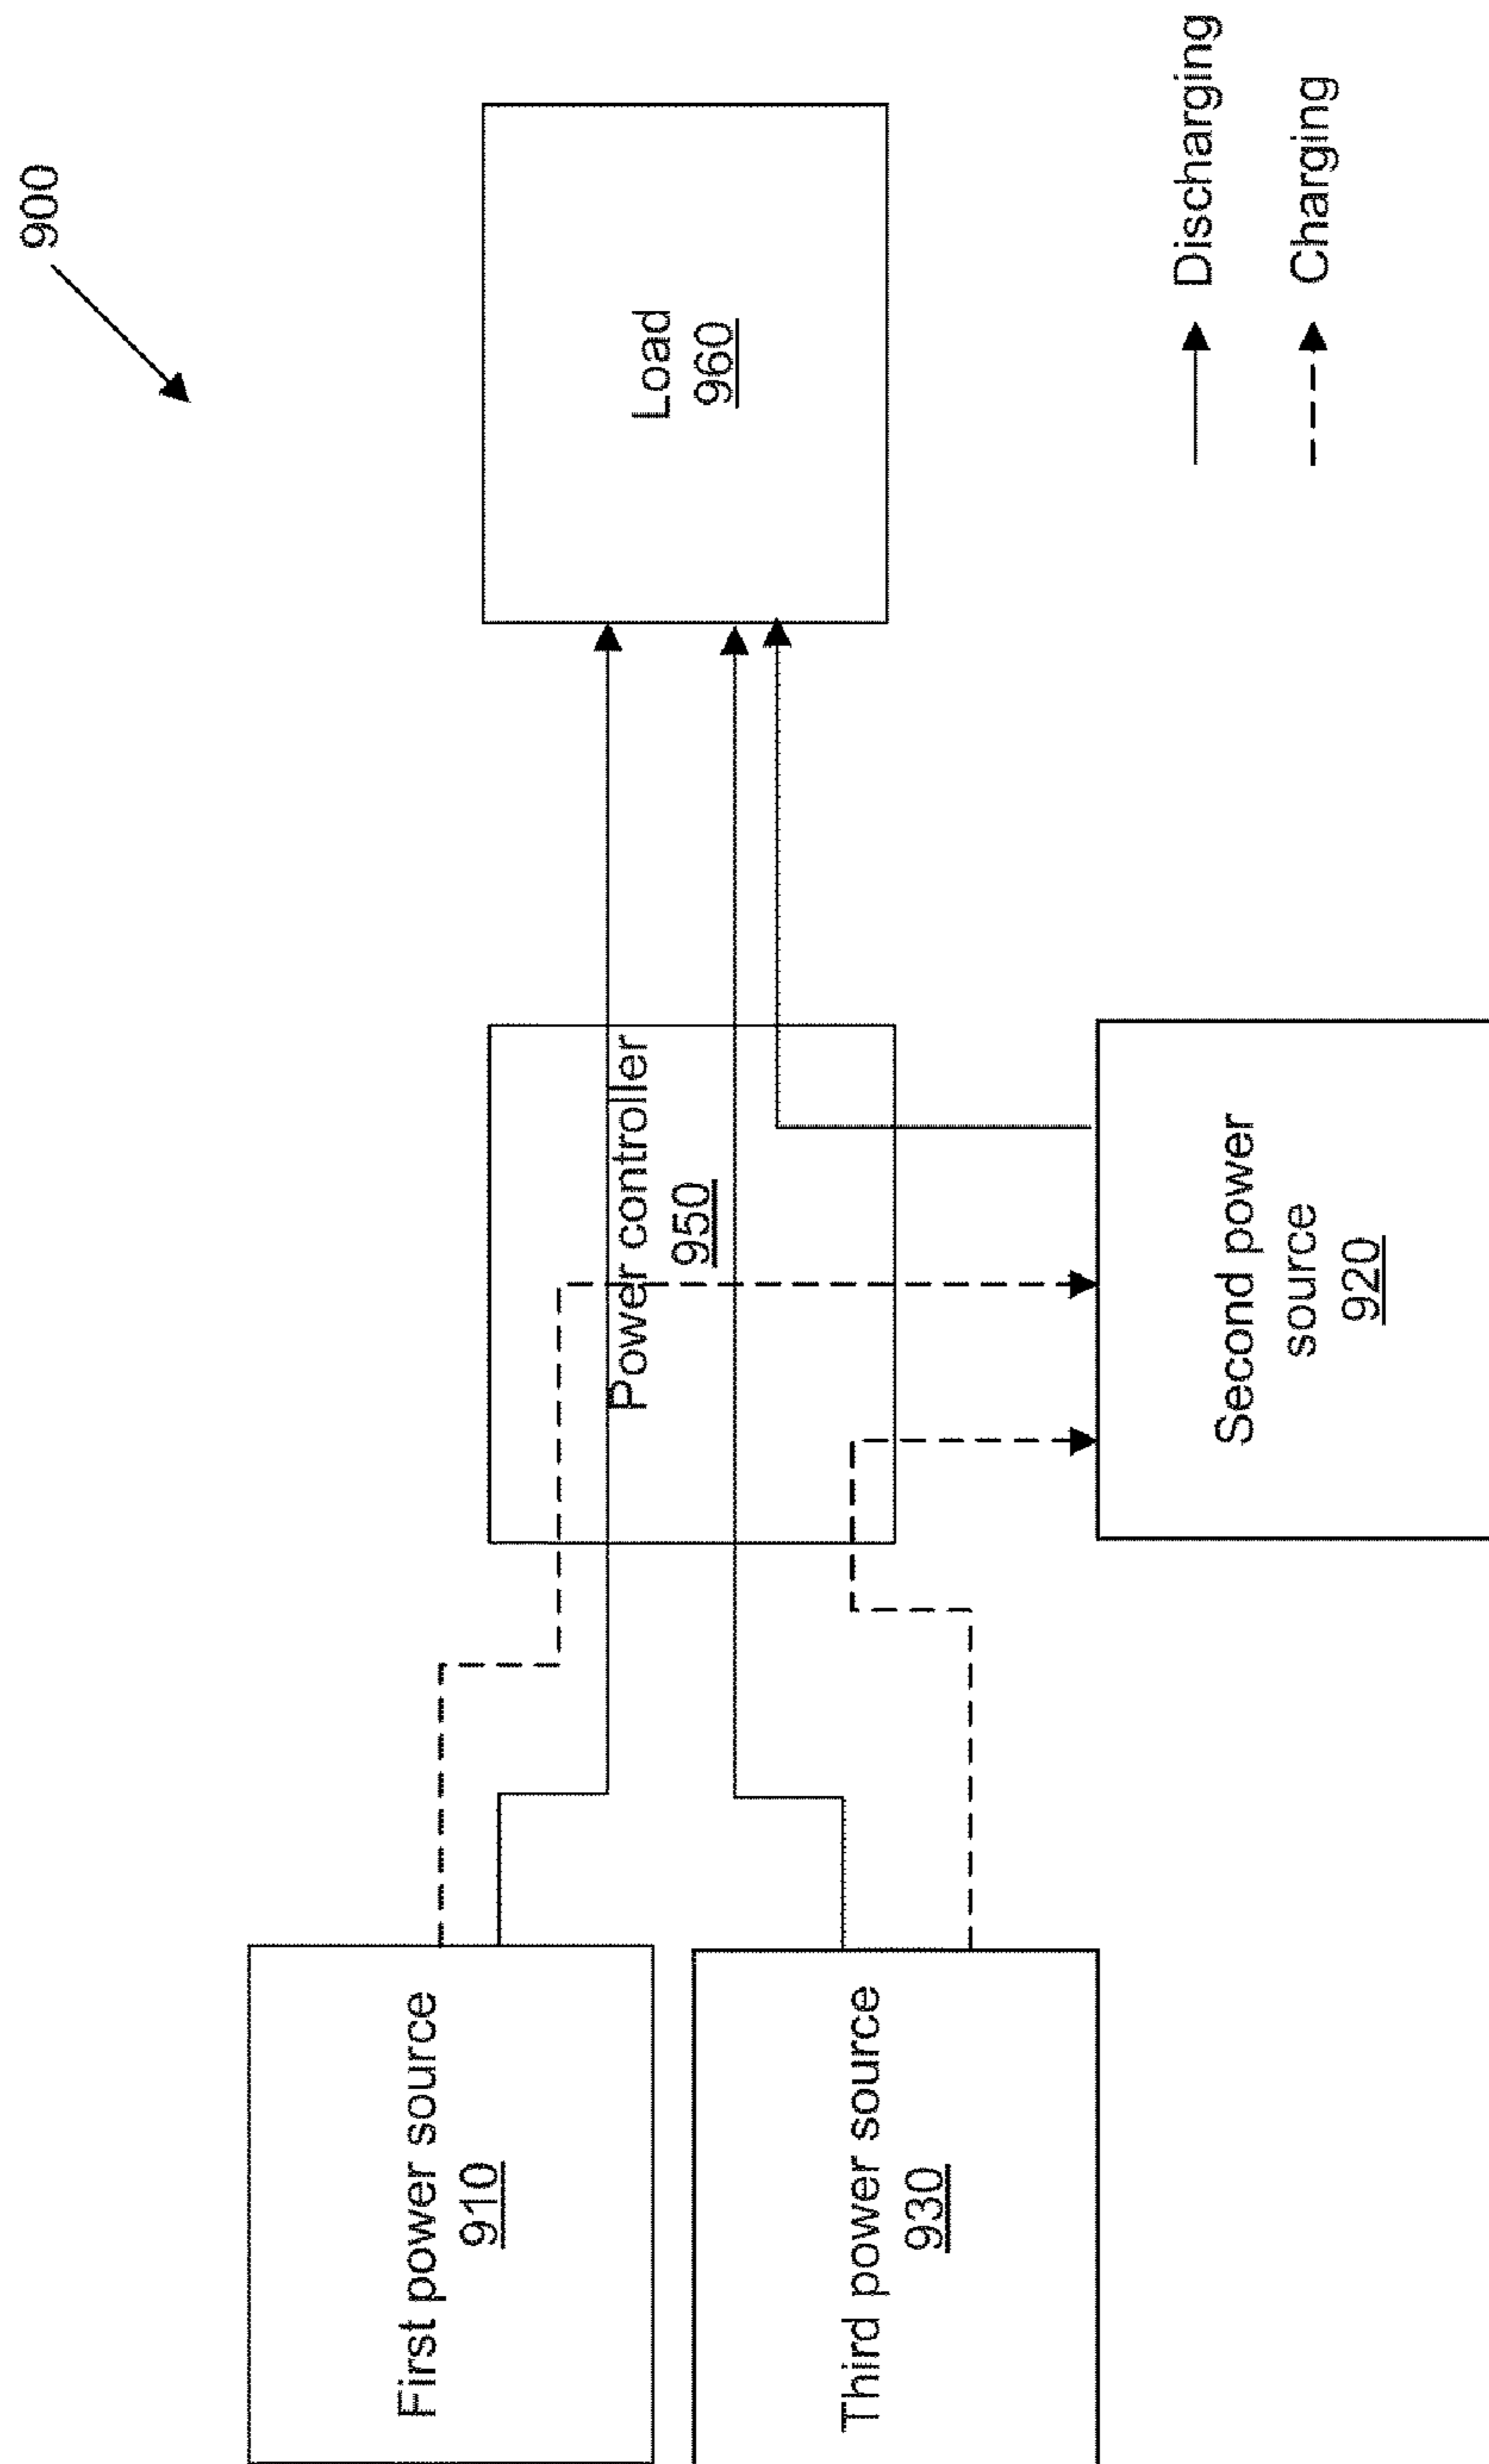 900
First power source
910
Power controller
950
Load
960
Third power source
930
Second power
source
920
Discharging
Charging